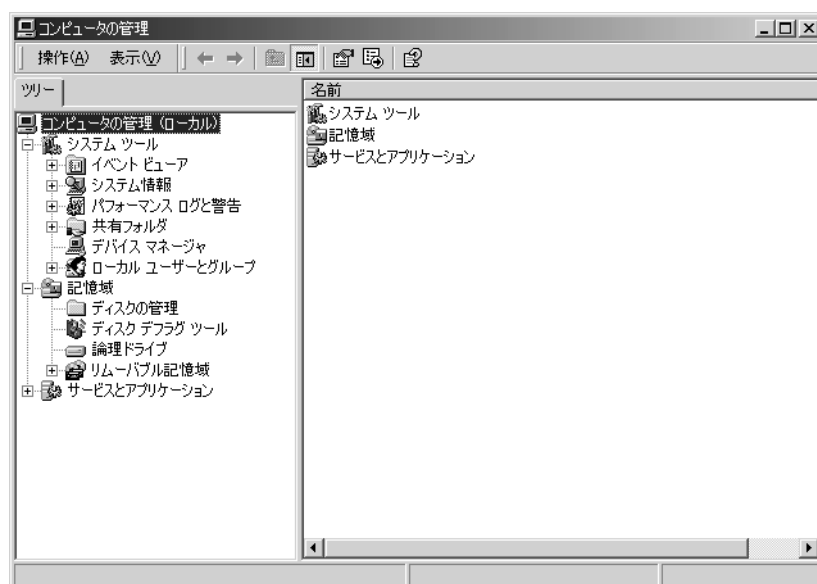 コンピュータの管理
操作(A) 表示(V)
ツリー
コンピュータの管理 (ローカル)
システム ツール
イベント ビューア
システム情報
パフォーマンス ログと警告
共有フォルダ
デバイス マネージャ
ローカル ユーザーとグループ
記憶域
ディスクの管理
ディスク デフラグ ツール
論理ドライブ
リムーバブル記憶域
サービスとアプリケーション
名前
システム ツール
記憶域
サービスとアプリケーション